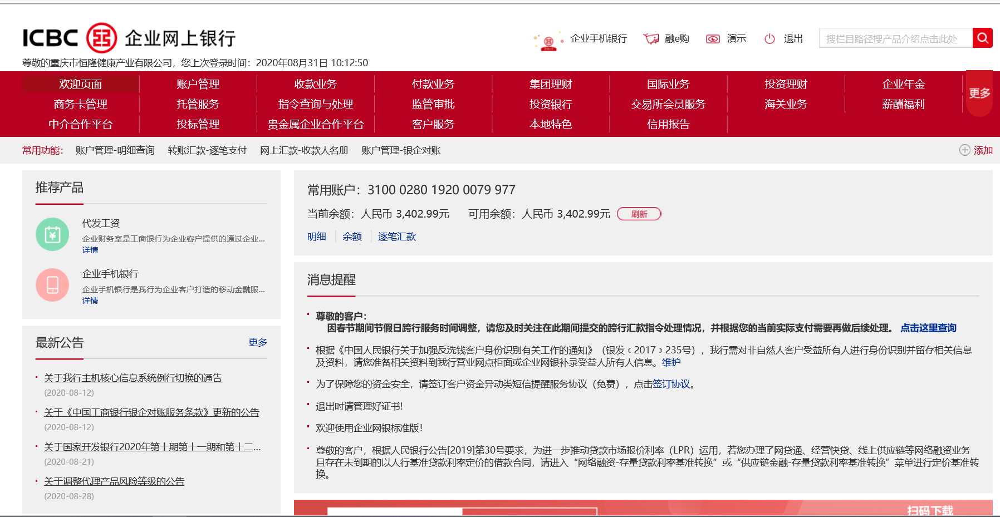 ICBC 企业网上银行
企业手机银行 融e购 演示 退出 搜栏目路径搜产品介绍点击此处
尊敬的重庆市恒隆健康产业有限公司，您上次登录时间：2020年08月31日 10:12:50
欢迎页面 账户管理 收款业务 付款业务 集团理财 国际业务 投资理财 企业年金
更多
商务卡管理 托管服务 指令查询与处理 监管审批 投资银行 交易所会员服务 海关业务 薪酬福利
中介合作平台 投标管理 贵金属企业合作平台 客户服务 本地特色 信用报告
常用功能： 账户管理-明细查询 转账汇款-逐笔支付 网上汇款-收款人名册 账户管理-银企对账 添加
推荐产品
代发工资
企业财务室是工商银行为企业客户提供的通过企业...
详情
企业手机银行
企业手机银行是我行为企业客户打造的移动金融服...
详情
最新公告 更多
关于我行主机核心信息系统例行切换的通告
(2020-08-12)
关于《中国工商银行银企对账服务条款》更新的公告
(2020-08-12)
关于国家开发银行2020年第十期第十一期和第十二...
(2020-08-21)
关于调整代理产品风险等级的公告
(2020-08-28)
常用账户：3100 0280 1920 0079 977
当前余额：人民币 3,402.99元 可用余额：人民币 3,402.99元 刷新
明细 余额 逐笔汇款
消息提醒
尊敬的客户：
因春节期间节假日跨行服务时间调整，请您及时关注在此期间提交的跨行汇款指令处理情况，并根据您的当前实际支付需要再做后续处理。 点击这里查询
根据《中国人民银行关于加强反洗钱客户身份识别有关工作的通知》（银发﹝2017﹞235号），我行需对非自然人客户受益所有人进行身份识别并留存相关信息
及资料，请您准备相关资料到我行营业网点柜面或企业网银补录受益人所有人信息。维护
为了保障您的资金安全，请签订客户资金异动类短信提醒服务协议（免费），点击签订协议。
退出时请管理好证书!
欢迎使用企业网银标准版！
尊敬的客户，根据人民银行公告[2019]第30号要求，为进一步推动贷款市场报价利率（LPR）运用，若您办理了网贷通、经营快贷、线上供应链等网络融资业务
且存在未到期的以人行基准贷款利率定价的借款合同，请进入“网络融资-存量贷款利率基准转换”或“供应链金融-存量贷款利率基准转换”菜单进行定价基准转
换。
扫码下载